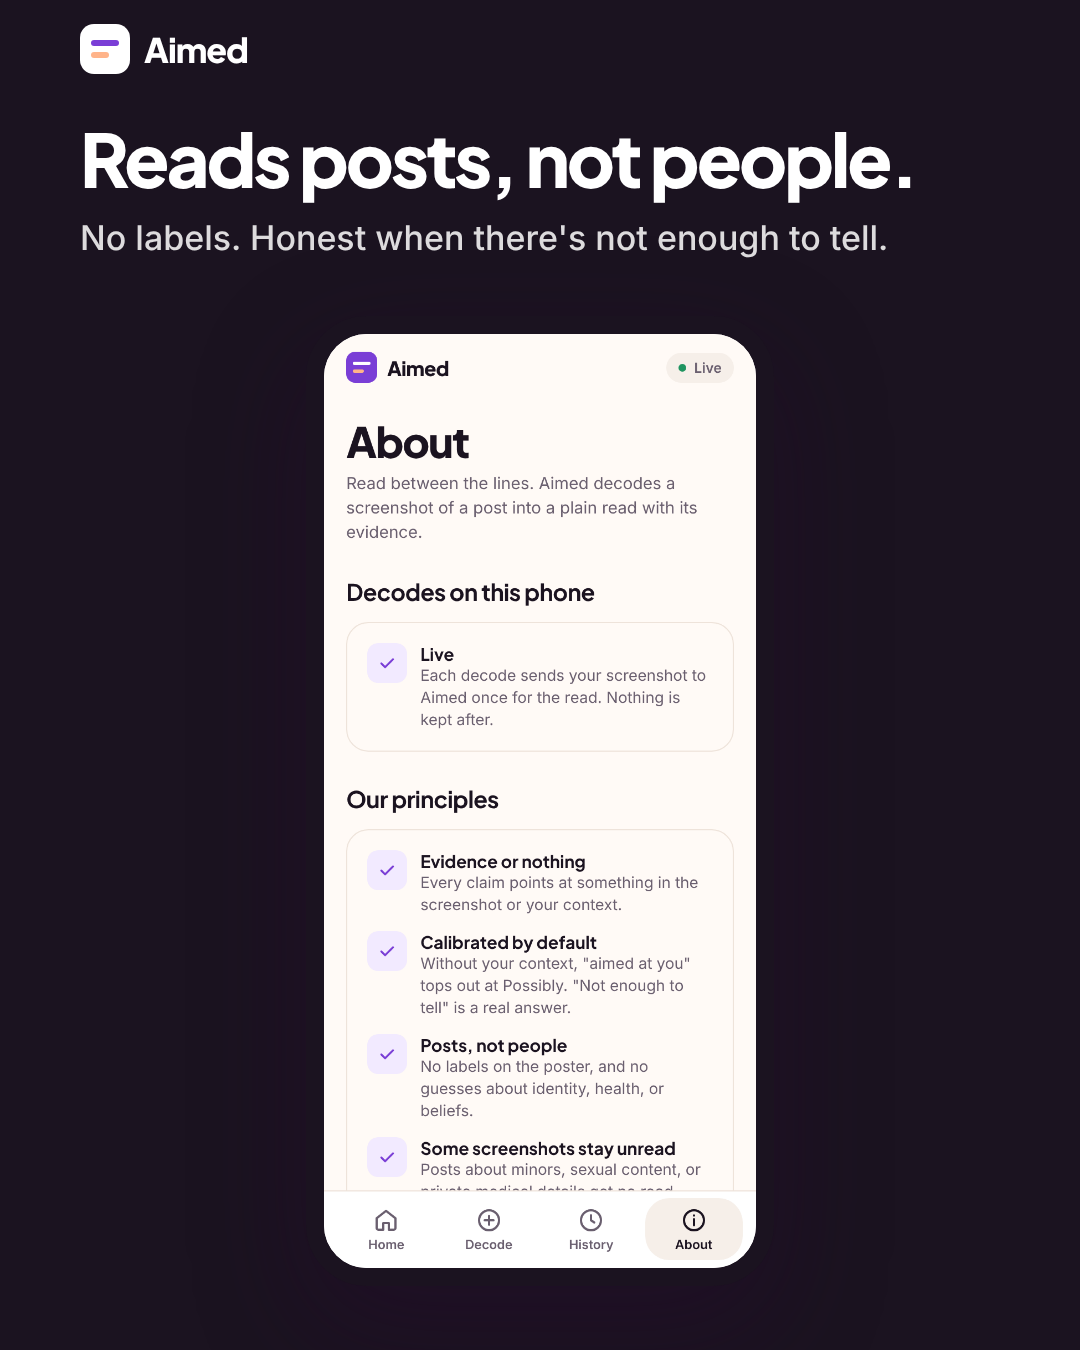 Aimed
Reads posts, not people.
No labels. Honest when there's not enough to tell.
Aimed
Live
About
Read between the lines. Aimed decodes a
screenshot of a post into a plain read with its
evidence.
Decodes on this phone
Live
Each decode sends your screenshot to
Aimed once for the read. Nothing is
kept after.
Our principles
Evidence or nothing
Every claim points at something in the
screenshot or your context.
Calibrated by default
Without your context, "aimed at you"
tops out at Possibly. "Not enough to
tell" is a real answer.
Posts, not people
No labels on the poster, and no
guesses about identity, health, or
beliefs.
Some screenshots stay unread
Posts about minors, sexual content, or
private medical details get no read
Home
Decode
History
About